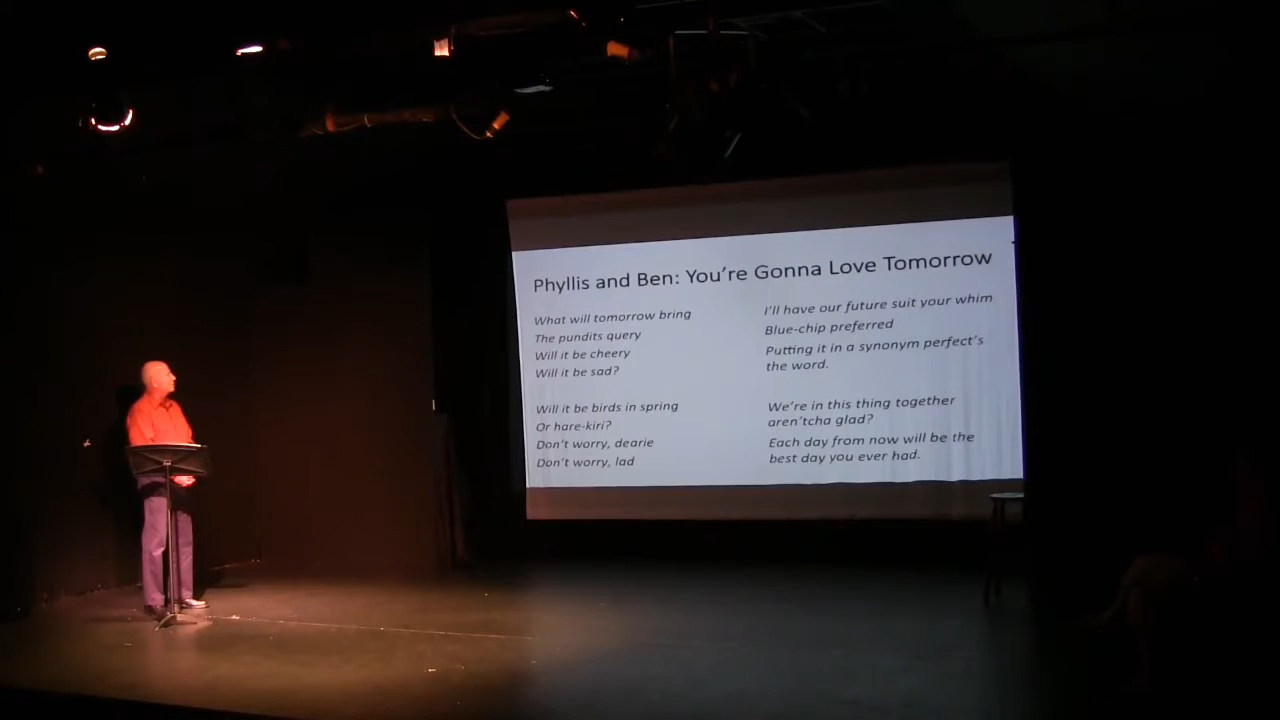 Phyllis and Ben: You're Gonna Love Tomorrow
What will tomorrow bring
The pundits query
Will it be cheery
Will it be sad?
Will it be birds in spring
Or hare-kiri?
Don't worry, dearie
Don't worry, lad
I'll have our future suit your whim
Blue-chip preferred
Putting it in a synonym perfect's
the word.
We're in this thing together
aren'tcha glad?
Each day from now will be the
best day you ever had.